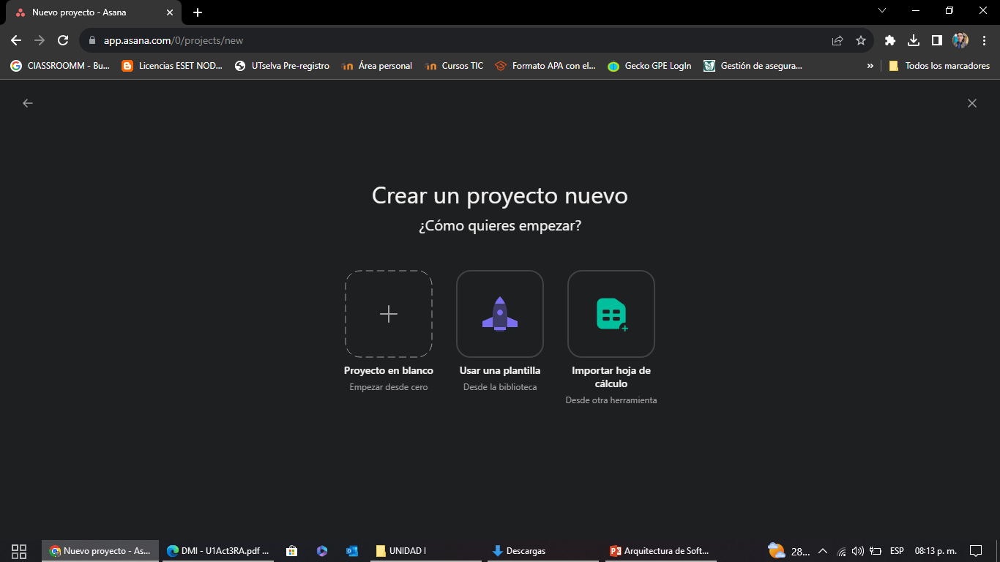 Nuevo proyecto - Asana
app.asana.com/0/projects/new
ClASSROOMM - Bu...
Licencias ESET NOD...
UTselva Pre-registro
Área personal
Cursos TIC
Formato APA con el...
Gecko GPE LogIn
Gestión de asegura...
»
Todos los marcadores
Crear un proyecto nuevo
¿Cómo quieres empezar?
Proyecto en blanco
Empezar desde cero
Usar una plantilla
Desde la biblioteca
Importar hoja de
cálculo
Desde otra herramienta
Nuevo proyecto - As...
DMI - U1Act3RA.pdf ...
UNIDAD I
Descargas
Arquitectura de Soft...
28...
ESP
08:13 p. m.